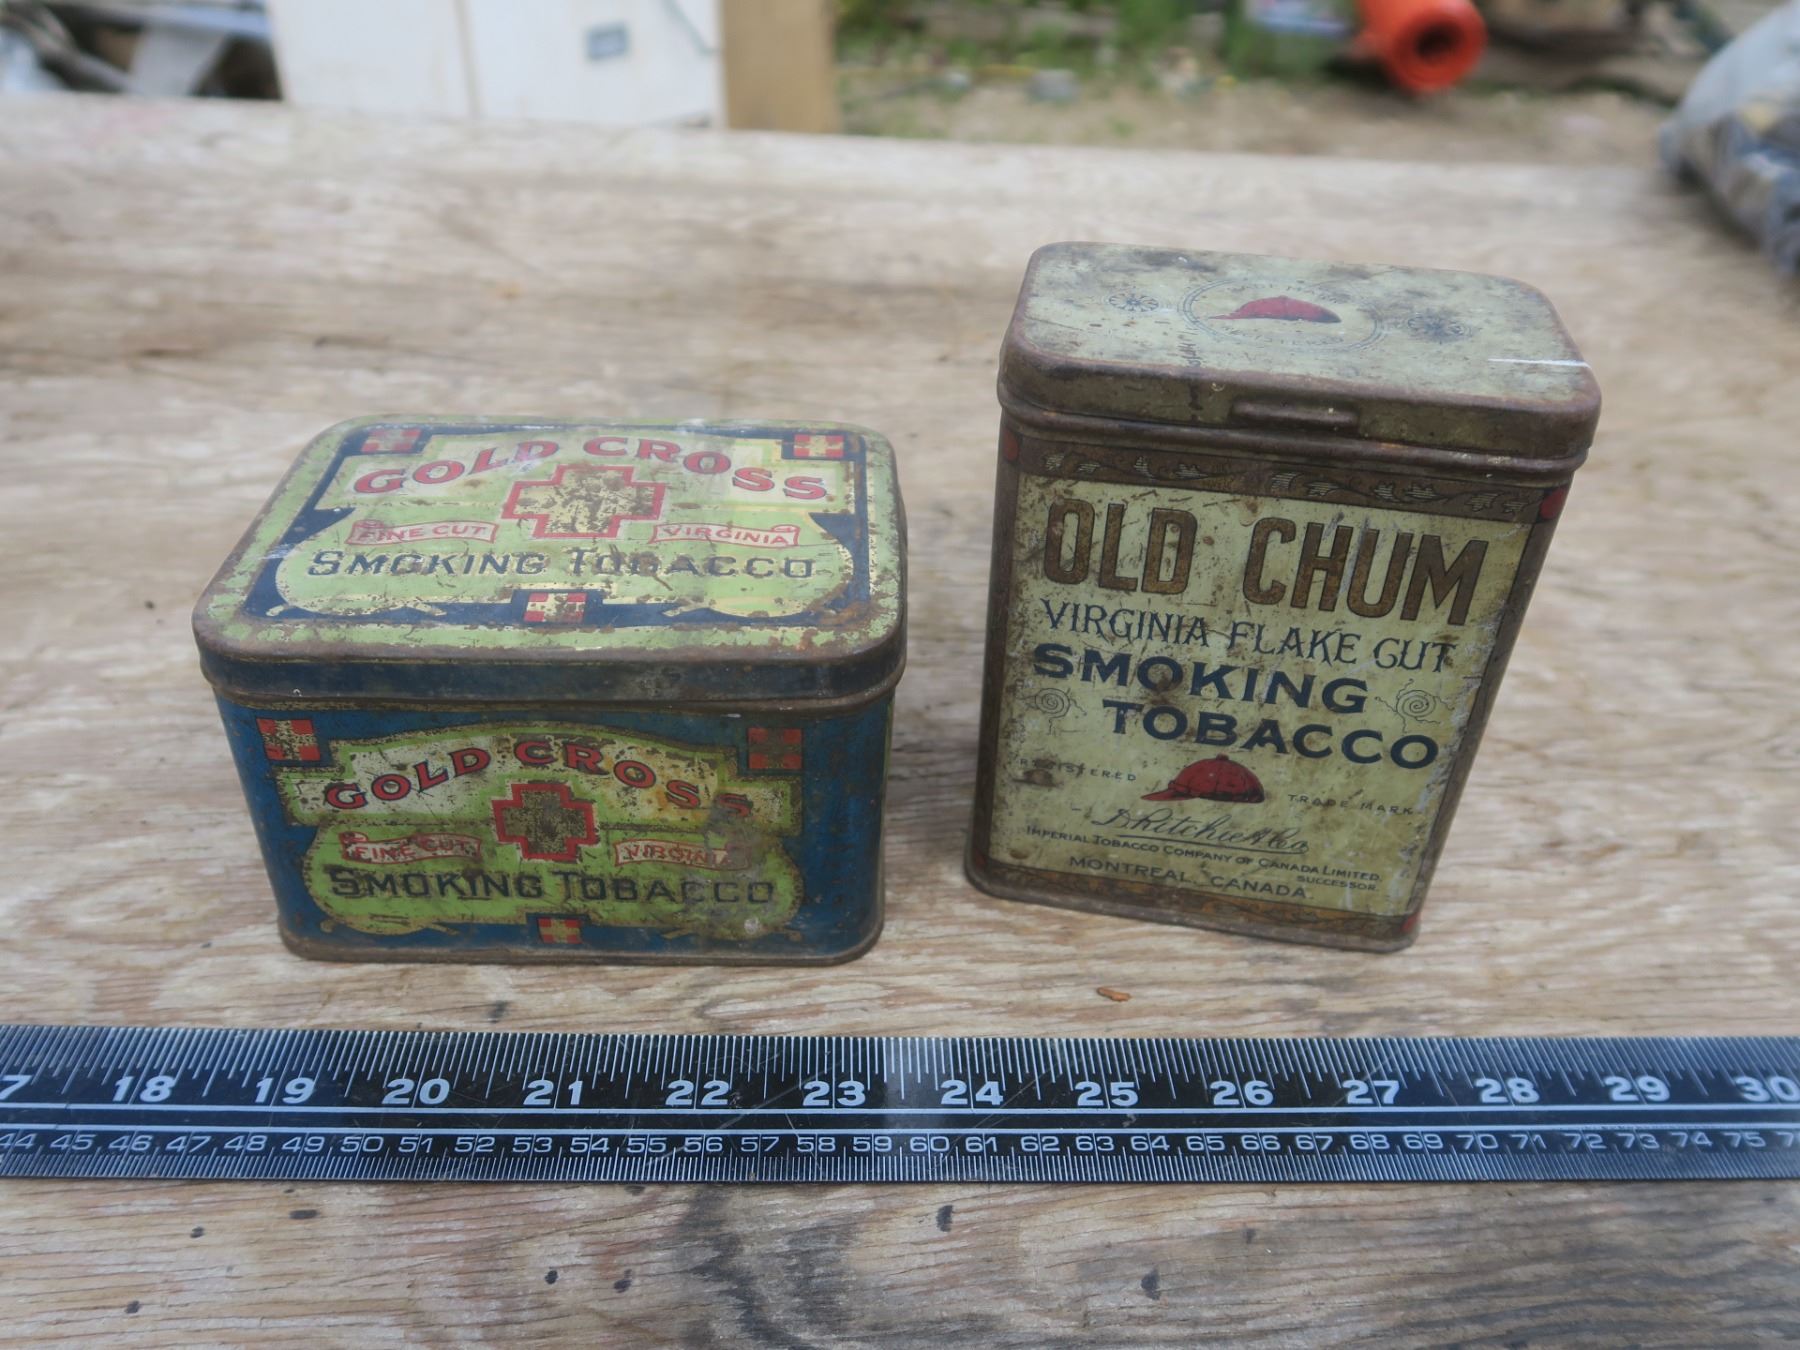 GOLD CROSS
FINE CUT VIRGINIA
SMOKING TOBACCO
GOLD CROSS
FINE CUT VIRGINIA
SMOKING TOBACCO
REGISTERED
OLD CHUM
VIRGINIA FLAKE CUT
SMOKING
TOBACCO
REGISTERED TRADE MARK
D. Ritchie & Co
IMPERIAL TOBACCO COMPANY OF CANADA LIMITED.
SUCCESSOR.
MONTREAL, CANADA
7 18 19 20 21 22 23 24 25 26 27 28 29 30
44 45 46 47 48 49 50 51 52 53 54 55 56 57 58 59 60 61 62 63 64 65 66 67 68 69 70 71 72 73 74 75